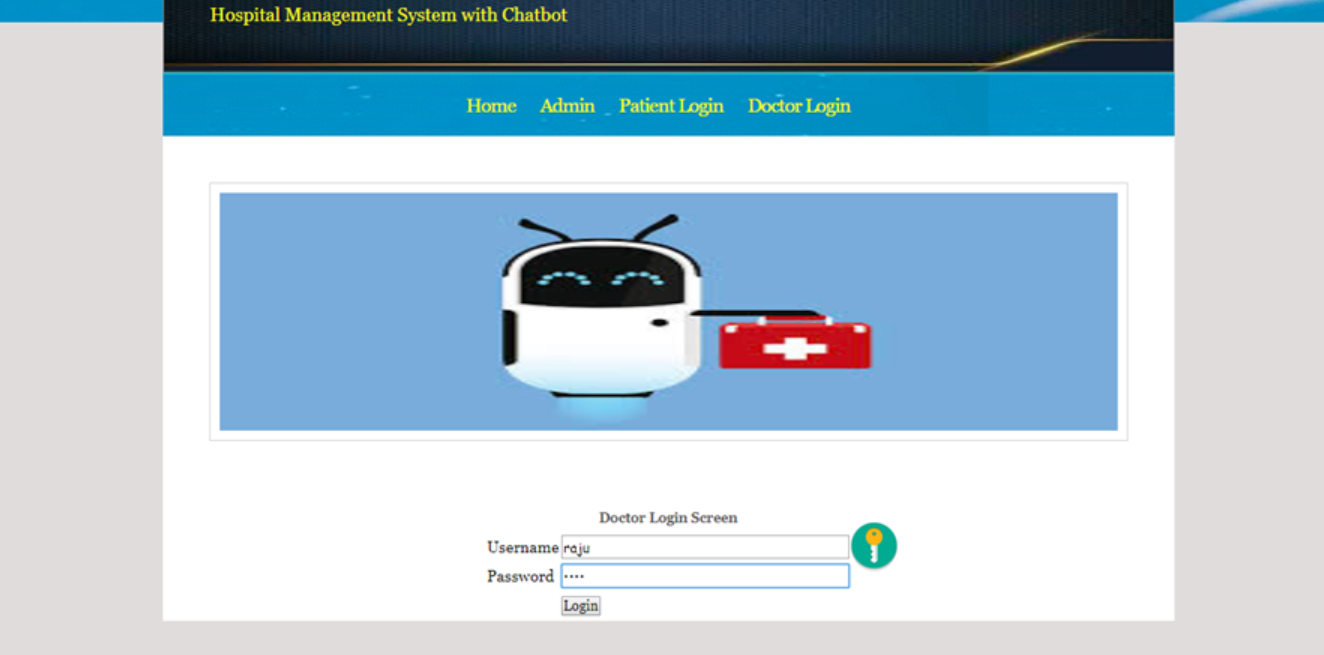 Hospital Management System with Chatbot
Home Admin Patient Login Doctor Login
Doctor Login Screen
Username raju
Password ····
Login